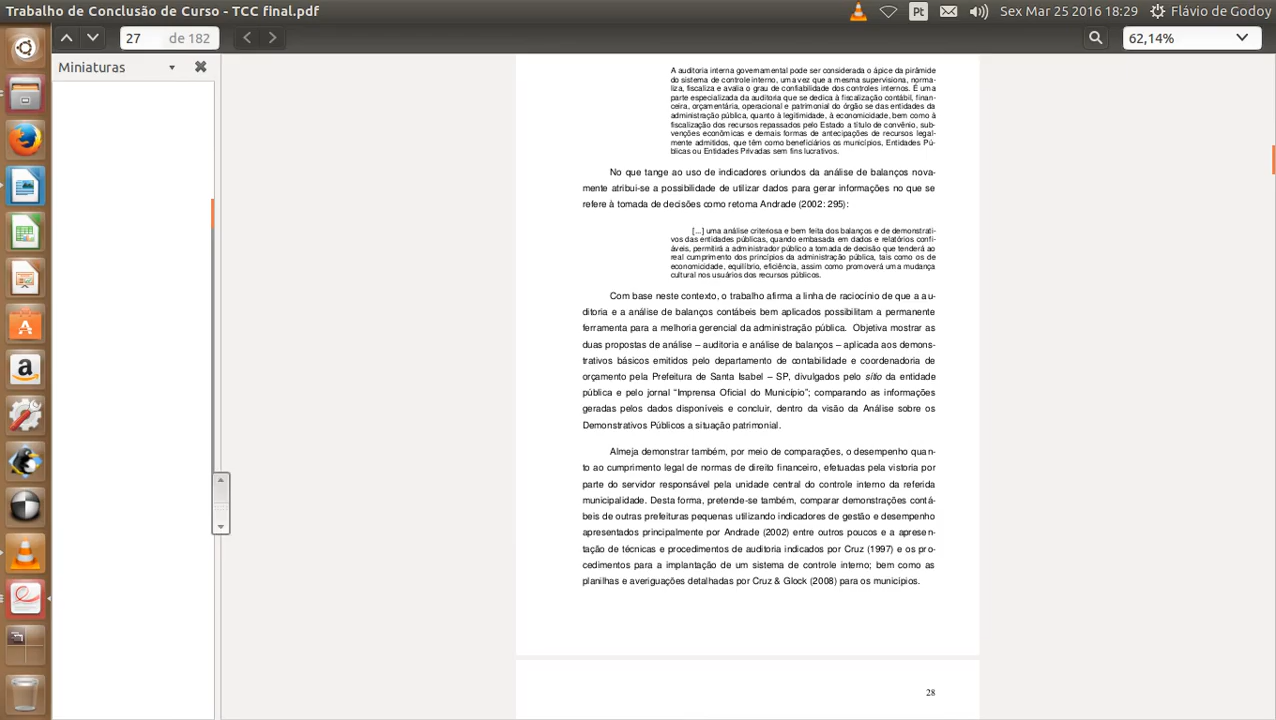 Trabalho de Conclusão de Curso - TCC final.pdf
Pt
Sex Mar 25 2016 18:29
Flávio de Godoy
27
de 182
62,14%
Miniaturas
A auditoria interna governamental pode ser considerada o ápice da pirâmide
do sistema de controle interno, uma vez que a mesma supervisiona, norma-
liza, fiscaliza e avalia o grau de confiabilidade dos controles internos. É uma
parte especializada da auditoria que se dedica à fiscalização contábil, finan-
ceira, orçamentária, operacional e patrimonial do órgão se das entidades da
administração pública, quanto à legitimidade, à economicidade, bem como à
fiscalização dos recursos repassados pelo Estado a título de convênio, sub-
venções econômicas e demais formas de antecipações de recursos legal-
mente admitidos, que têm como beneficiários os municípios, Entidades Pú-
blicas ou Entidades Privadas sem fins lucrativos.
No que tange ao uso de indicadores oriundos da análise de balanços nova-
mente atribui-se a possibilidade de utilizar dados para gerar informações no que se
refere à tomada de decisões como retoma Andrade (2002: 295):
[...] uma análise criteriosa e bem feita dos balanços e de demonstrati-
vos das entidades públicas, quando embasada em dados e relatórios confi-
áveis, permitirá a administrador público a tomada de decisão que tenderá ao
real cumprimento dos princípios da administração pública, tais como os de
economicidade, equilíbrio, eficiência, assim como promoverá uma mudança
cultural nos usuários dos recursos públicos.
Com base neste contexto, o trabalho afirma a linha de raciocínio de que a au-
ditoria e a análise de balanços contábeis bem aplicados possibilitam a permanente
ferramenta para a melhoria gerencial da administração pública. Objetiva mostrar as
duas propostas de análise – auditoria e análise de balanços – aplicada aos demons-
trativos básicos emitidos pelo departamento de contabilidade e coordenadoria de
orçamento pela Prefeitura de Santa Isabel – SP, divulgados pelo sítio da entidade
pública e pelo jornal “Imprensa Oficial do Município”; comparando as informações
geradas pelos dados disponíveis e concluir, dentro da visão da Análise sobre os
Demonstrativos Públicos a situação patrimonial.
Almeja demonstrar também, por meio de comparações, o desempenho quan-
to ao cumprimento legal de normas de direito financeiro, efetuadas pela vistoria por
parte do servidor responsável pela unidade central do controle interno da referida
municipalidade. Desta forma, pretende-se também, comparar demonstrações contá-
beis de outras prefeituras pequenas utilizando indicadores de gestão e desempenho
apresentados principalmente por Andrade (2002) entre outros poucos e a apresen-
tação de técnicas e procedimentos de auditoria indicados por Cruz (1997) e os pro-
cedimentos para a implantação de um sistema de controle interno; bem como as
planilhas e averiguações detalhadas por Cruz & Glock (2008) para os municípios.
28